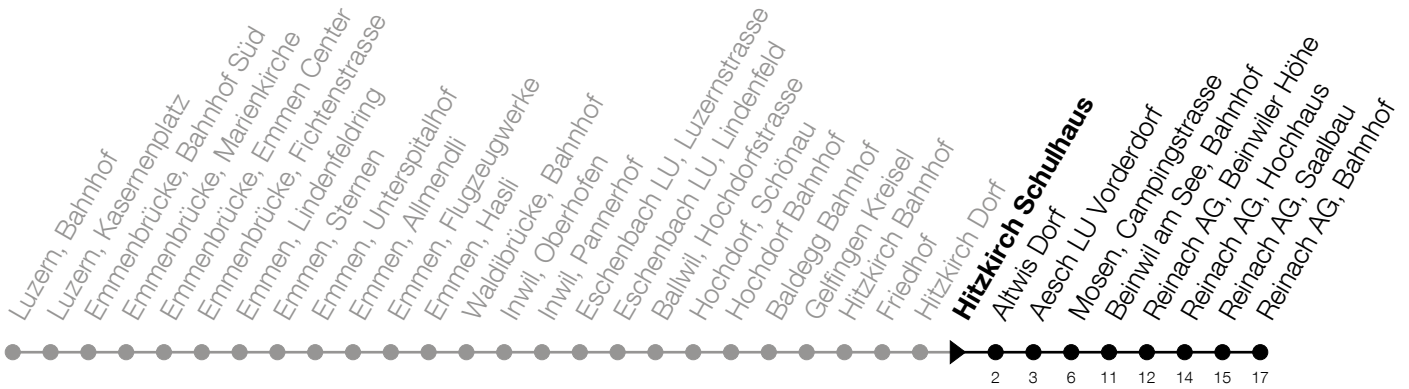 Luzern, Bahnhof
Luzern, Kasernenplatz
Emmenbrücke, Bahnhof Süd
Emmenbrücke, Marienkirche
Emmenbrücke, Emmen Center
Emmenbrücke, Fichtenstrasse
Emmen, Lindenfeldring
Emmen, Sternen
Emmen, Unterspitalhof
Emmen, Allmendli
Emmen, Flugzeugwerke
Emmen, Hasli
Waldibrücke, Bahnhof
Inwil, Oberhofen
Inwil, Pannerhof
Eschenbach LU, Luzernstrasse
Eschenbach LU, Lindenfeld
Ballwil, Hochdorfstrasse
Hochdorf, Schönau
Hochdorf Bahnhof
Baldegg Bahnhof
Gelfingen Kreisel
Hitzkirch Bahnhof
Friedhof
Hitzkirch Dorf
Hitzkirch Schulhaus
Altwis Dorf
Aesch LU Vorderdorf
Mosen, Campingstrasse
Beinwil am See, Bahnhof
Reinach AG, Beinwiler Höhe
Reinach AG, Hochhaus
Reinach AG, Saalbau
Reinach AG, Bahnhof
2 3 6 11 12 14 15 17